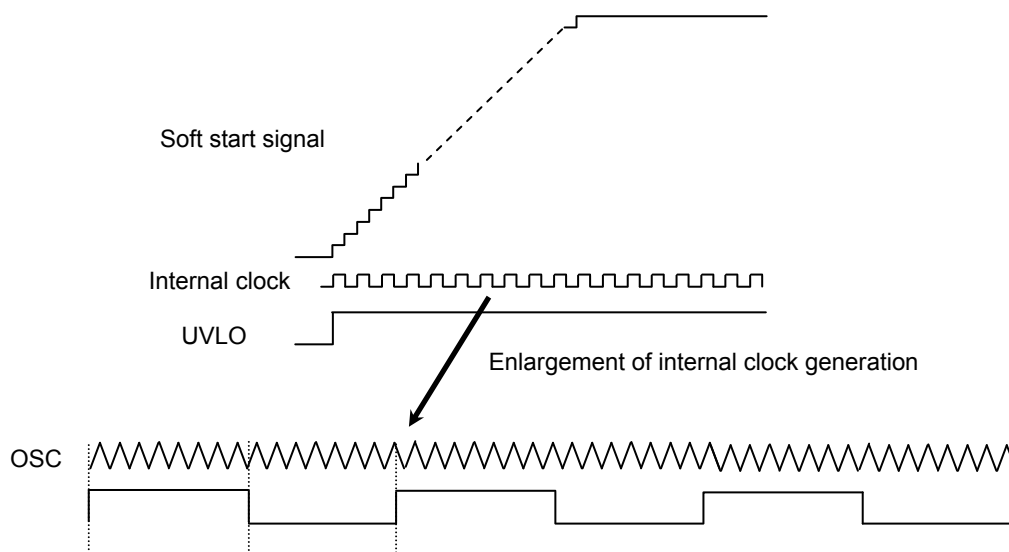 Soft start signal
Internal clock
UVLO
Enlargement of internal clock generation
OSC